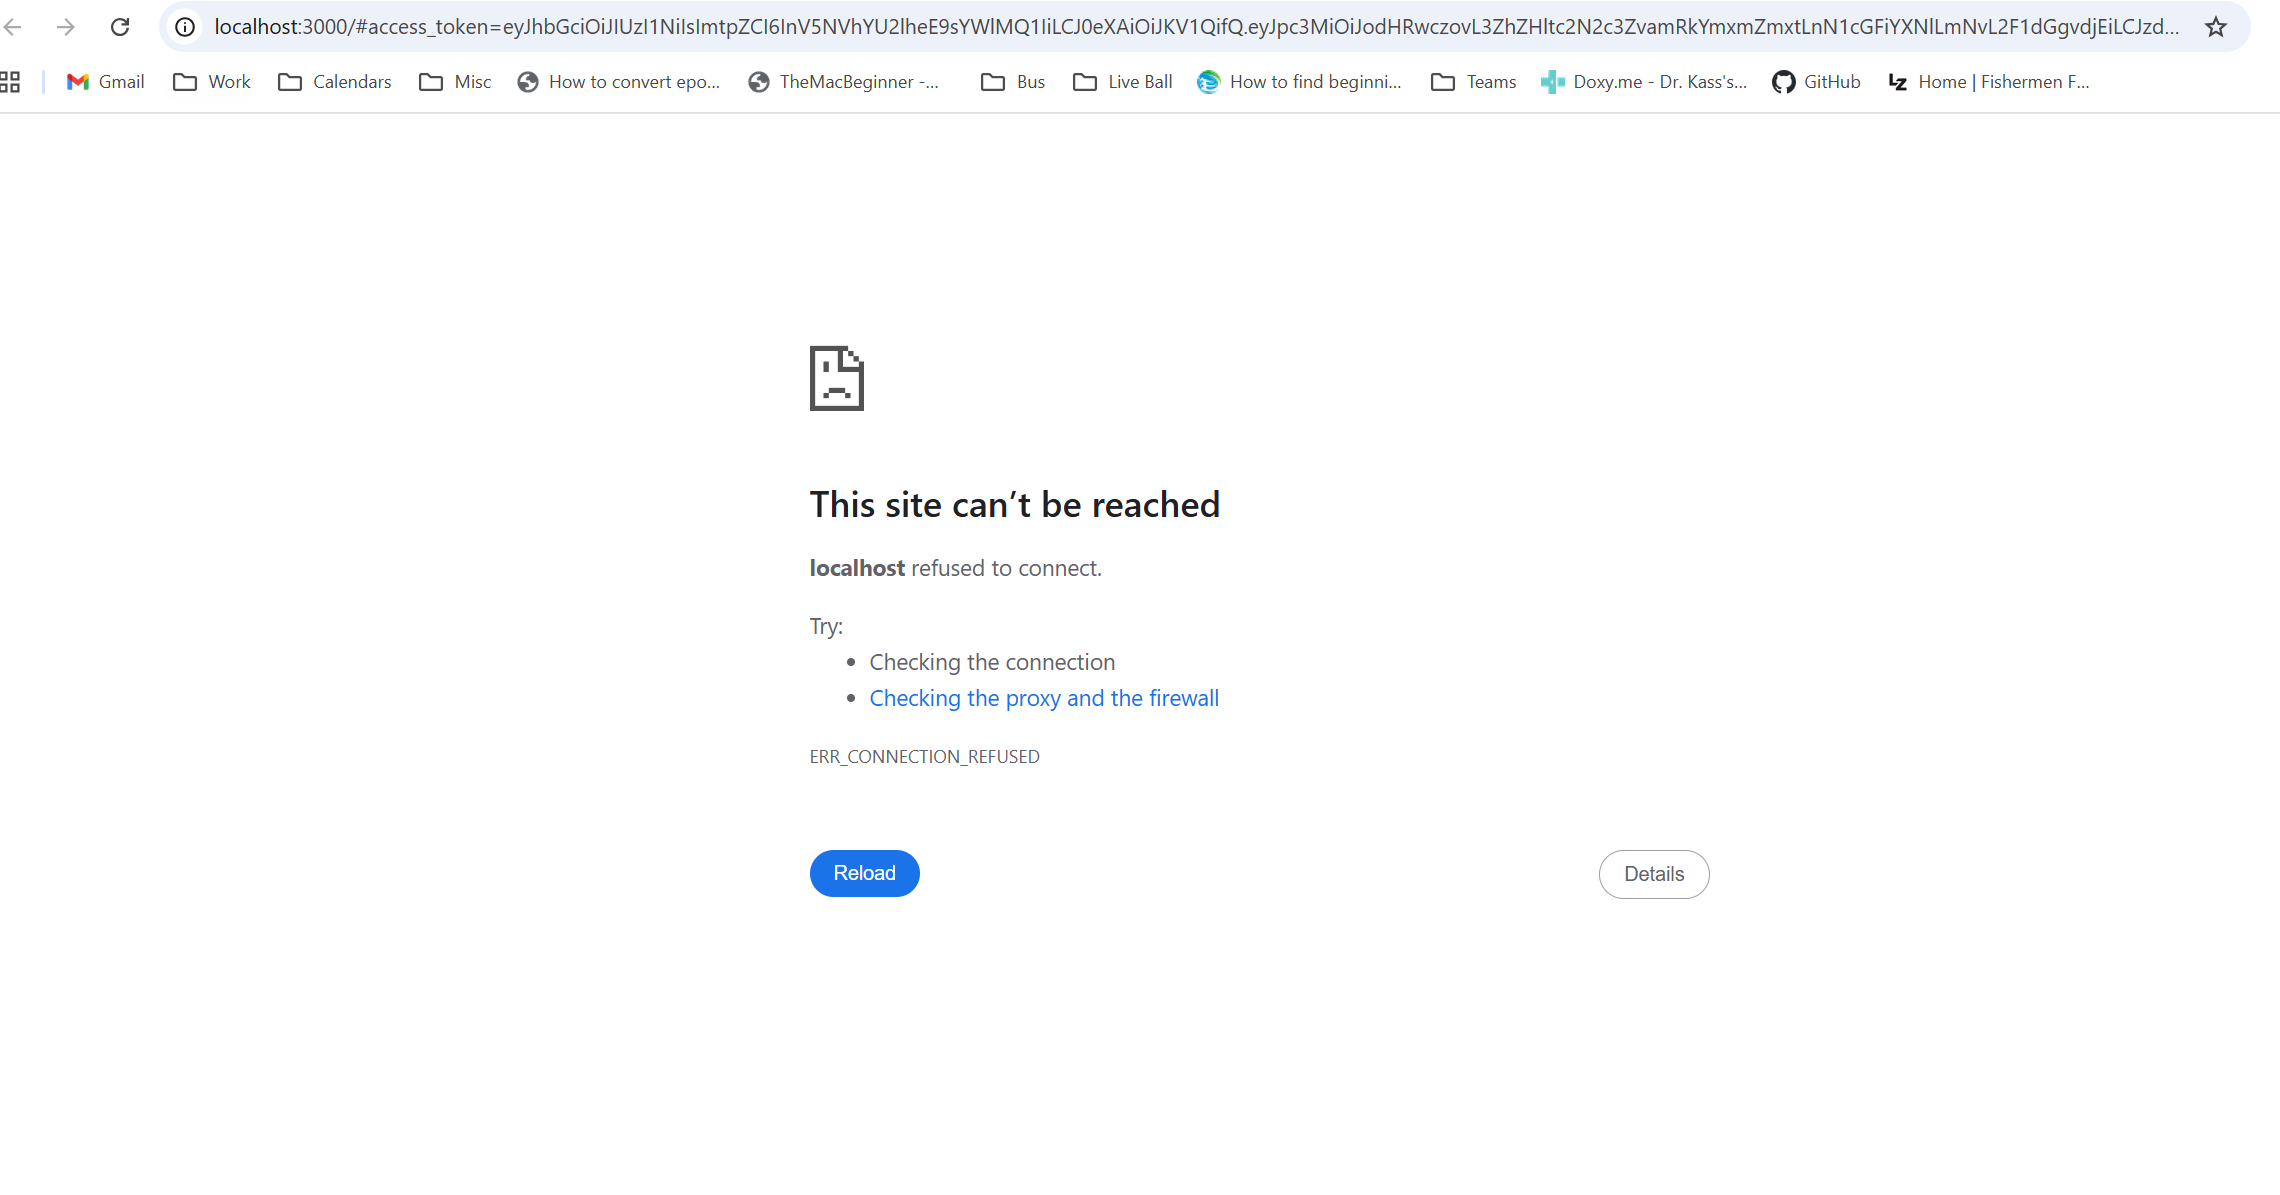 localhost:3000/#access_token=eyJhbGciOiJIUzI1NiIsImtpZCI6InV5NVhYU2lheE9sYWlMQ1IiLCJ0eXAiOiJKV1QifQ.eyJpc3MiOiJodHRwczovL3ZhZHltc2N2c3ZvamRkYmxmZmxtLnN1cGFiYXNlLmNvL2F1dGgvdjEiLCJzd...
Gmail Work Calendars Misc How to convert epo... TheMacBeginner -... Bus Live Ball How to find beginni... Teams Doxy.me - Dr. Kass's... GitHub Home | Fishermen F...
This site can’t be reached
localhost refused to connect.
Try:
• Checking the connection
• Checking the proxy and the firewall
ERR_CONNECTION_REFUSED
Reload Details